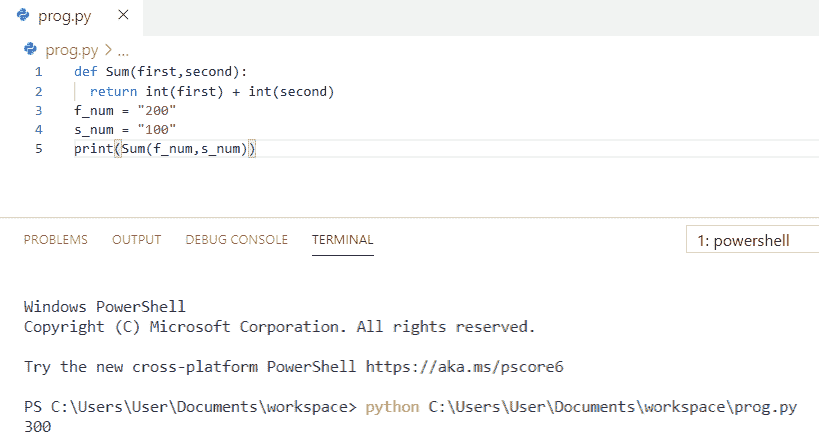 prog.py ×
prog.py > ...
1 def Sum(first,second):
2 return int(first) + int(second)
3 f_num = "200"
4 s_num = "100"
5 print(Sum(f_num,s_num))
PROBLEMS OUTPUT DEBUG CONSOLE TERMINAL 1: powershell
Windows PowerShell
Copyright (C) Microsoft Corporation. All rights reserved.
Try the new cross-platform PowerShell https://aka.ms/pscore6
PS C:\Users\User\Documents\workspace> python C:\Users\User\Documents\workspace\prog.py
300